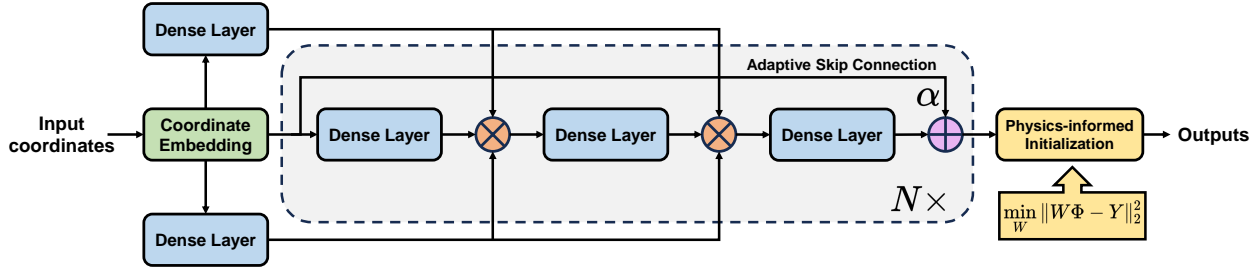 Dense Layer
Adaptive Skip Connection
α
Input
coordinates
Coordinate
Embedding
Dense Layer
Dense Layer
Dense Layer
Physics-informed
Initialization
Outputs
N×
min_W ‖WΦ − Y‖₂²
Dense Layer